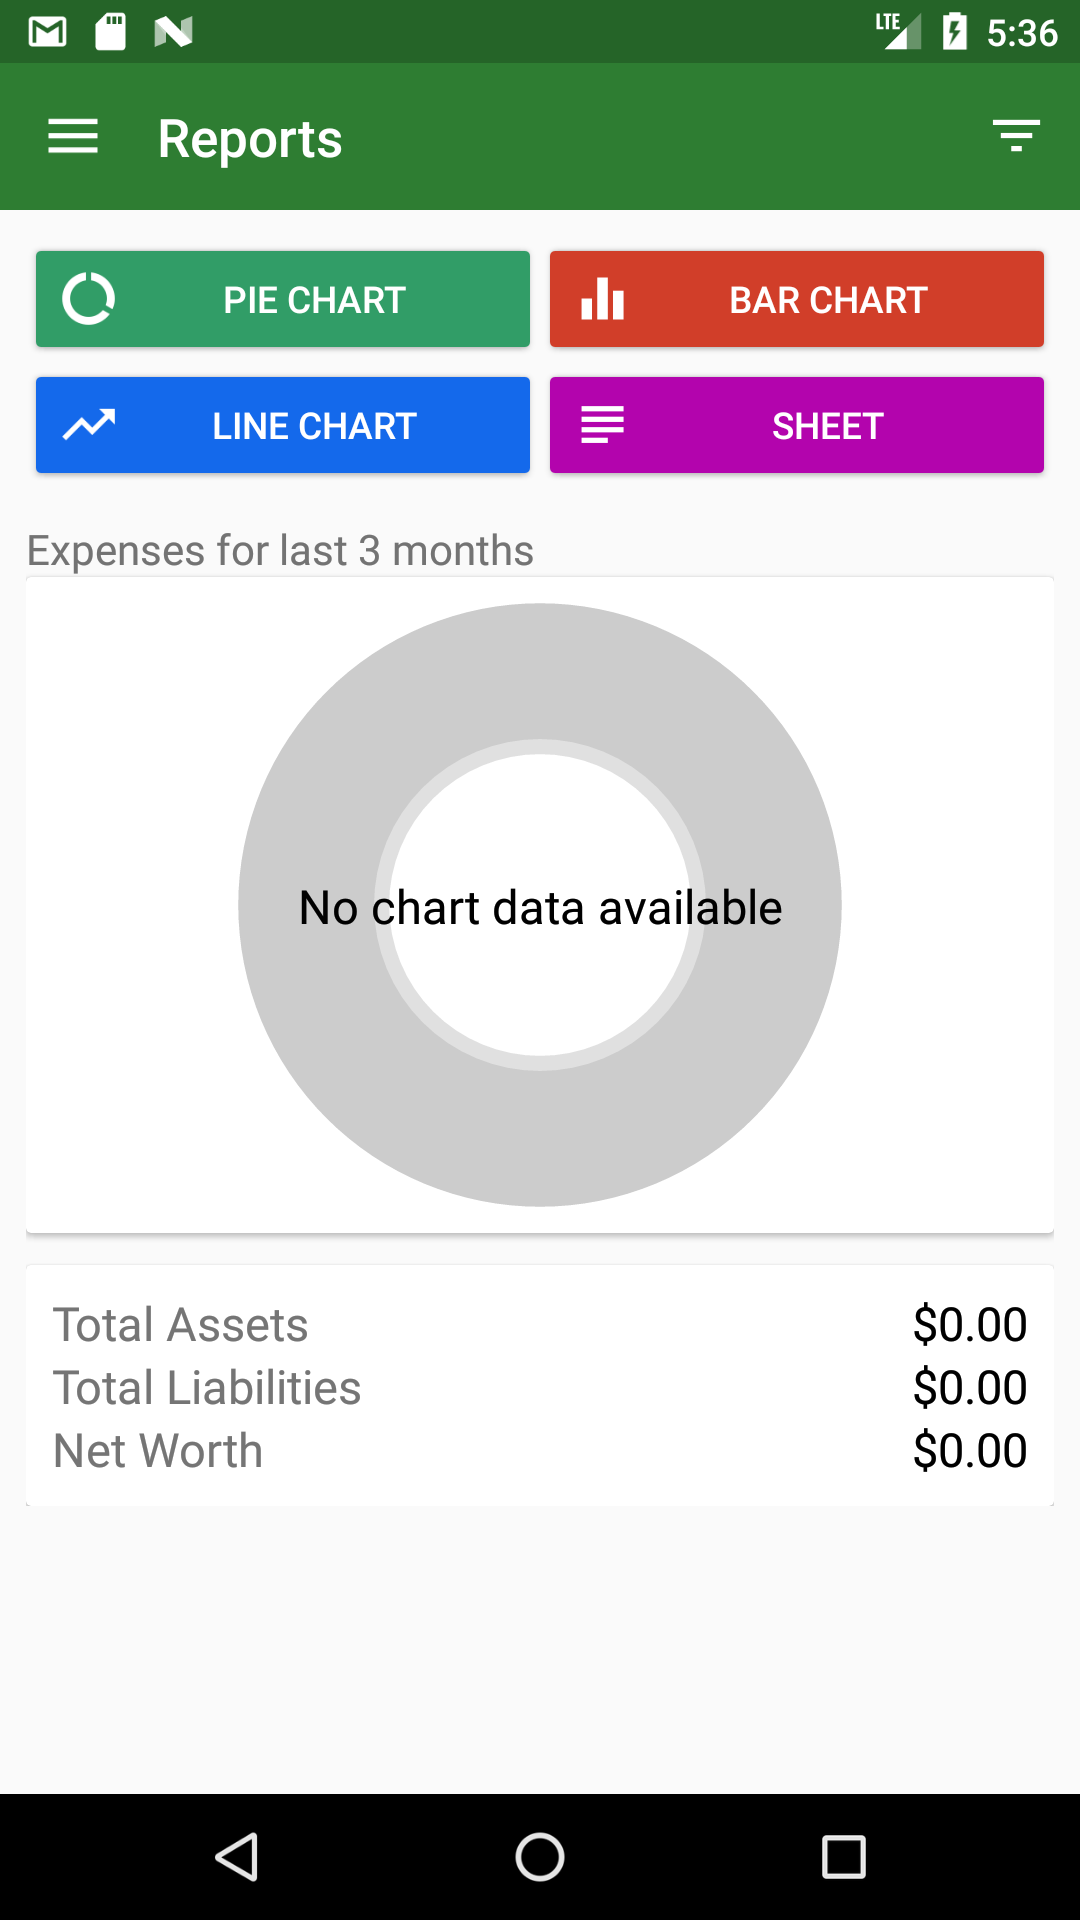 LTE 5:36
Reports
PIE CHART BAR CHART
LINE CHART SHEET
Expenses for last 3 months
No chart data available
Total Assets $0.00
Total Liabilities $0.00
Net Worth $0.00